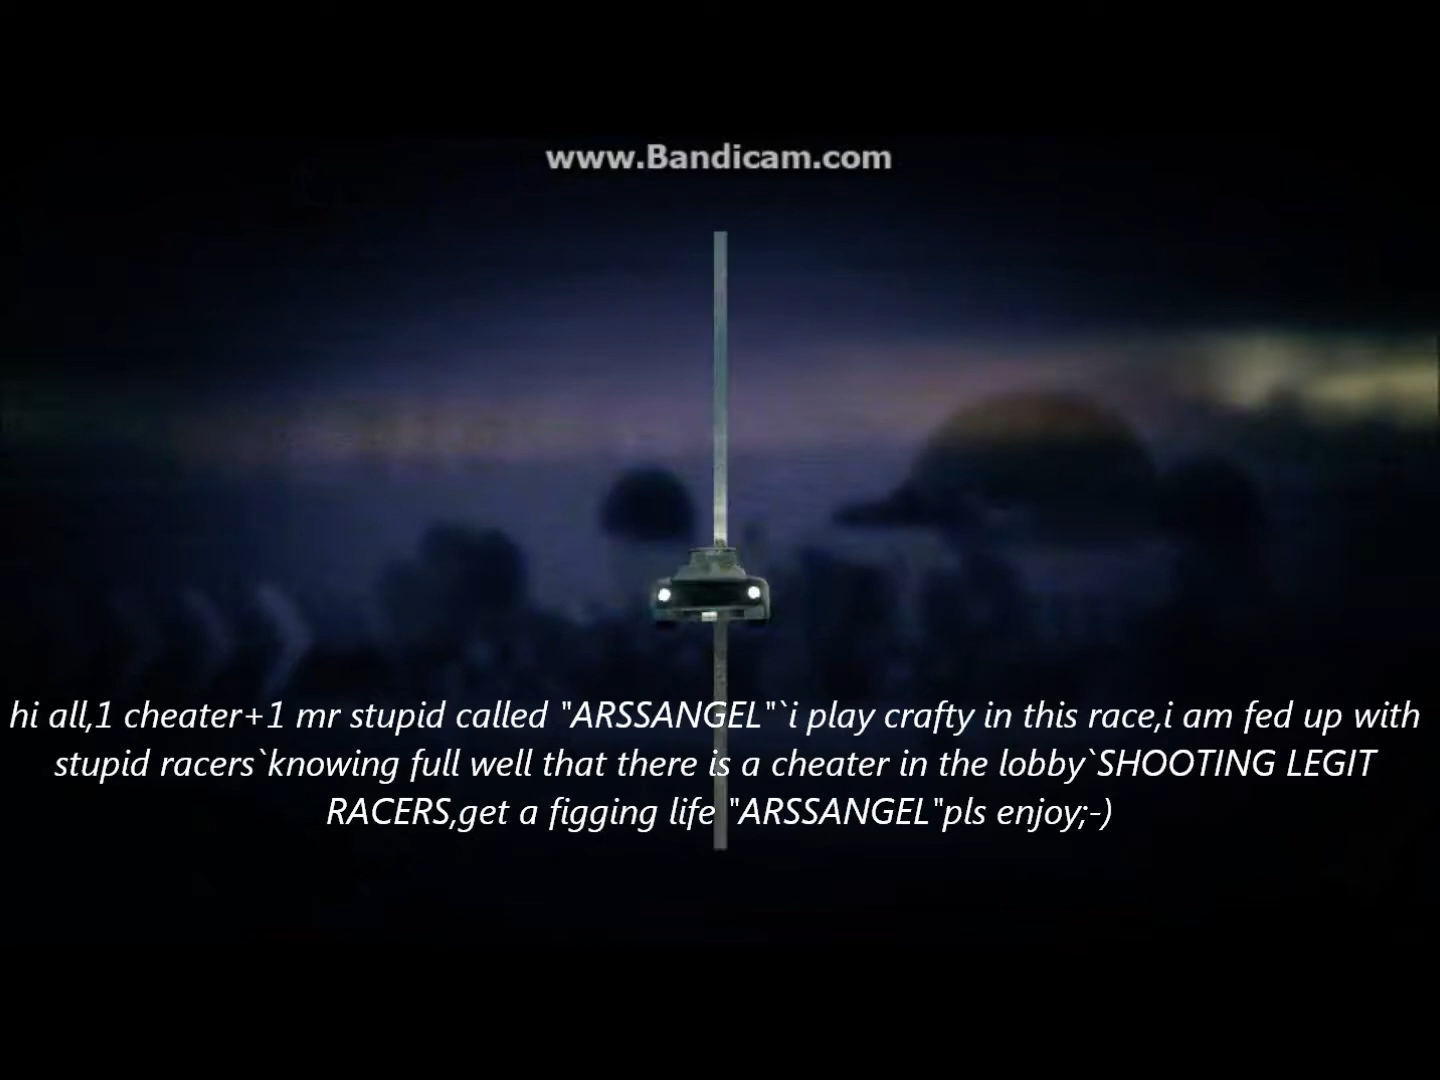 www.Bandicam.com
hi all,1 cheater+1 mr stupid called "ARSSANGEL"`i play crafty in this race,i am fed up with
stupid racers`knowing full well that there is a cheater in the lobby`SHOOTING LEGIT
RACERS,get a figging life "ARSSANGEL"pls enjoy;-)